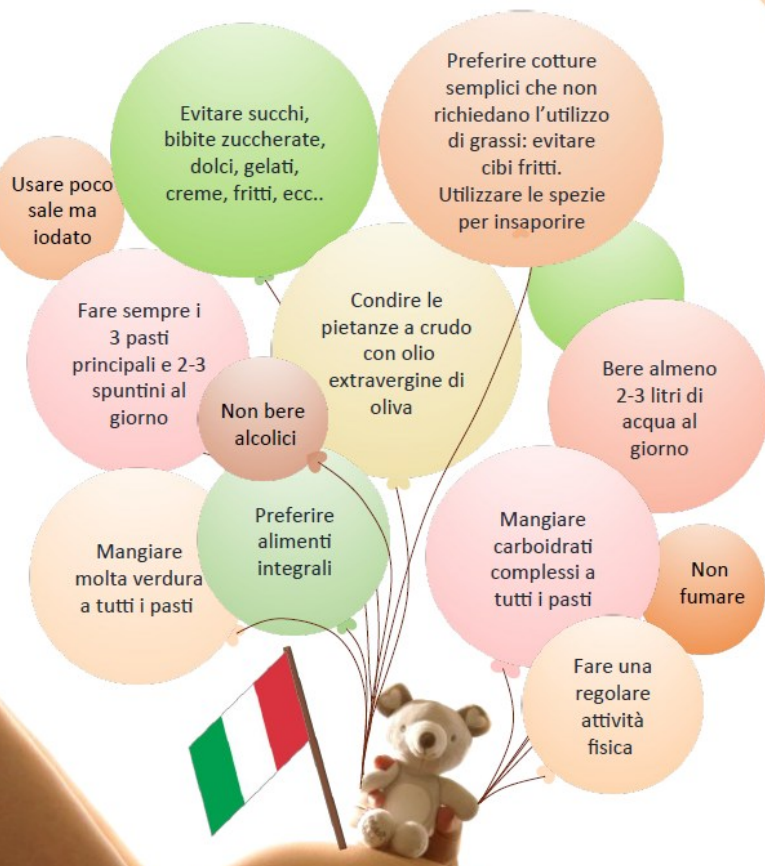 Evitare succhi,
bibite zuccherate,
dolci, gelati,
creme, fritti, ecc..
Preferire cotture
semplici che non
richiedano l’utilizzo
di grassi: evitare
cibi fritti.
Utilizzare le spezie
per insaporire
Usare poco
sale ma
iodato
Fare sempre i
3 pasti
principali e 2-3
spuntini al
giorno
Condire le
pietanze a crudo
con olio
extravergine di
oliva
Bere almeno
2-3 litri di
acqua al
giorno
Non bere
alcolici
Mangiare
molta verdura
a tutti i pasti
Preferire
alimenti
integrali
Mangiare
carboidrati
complessi a
tutti i pasti
Non
fumare
Fare una
regolare
attività
fisica